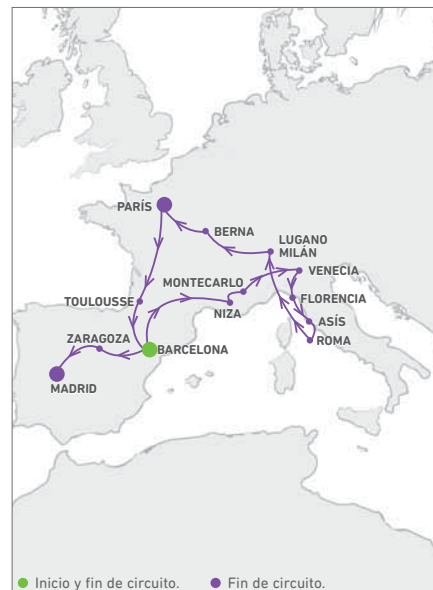 PARÍS
BERNA
LUGANO
MILÁN
VENECIA
MONTECARLO
TOULOUSSE
NIZA
FLORENCIA
ASÍS
ROMA
ZARAGOZA
BARCELONA
MADRID
Inicio y fin de circuito.
Fin de circuito.